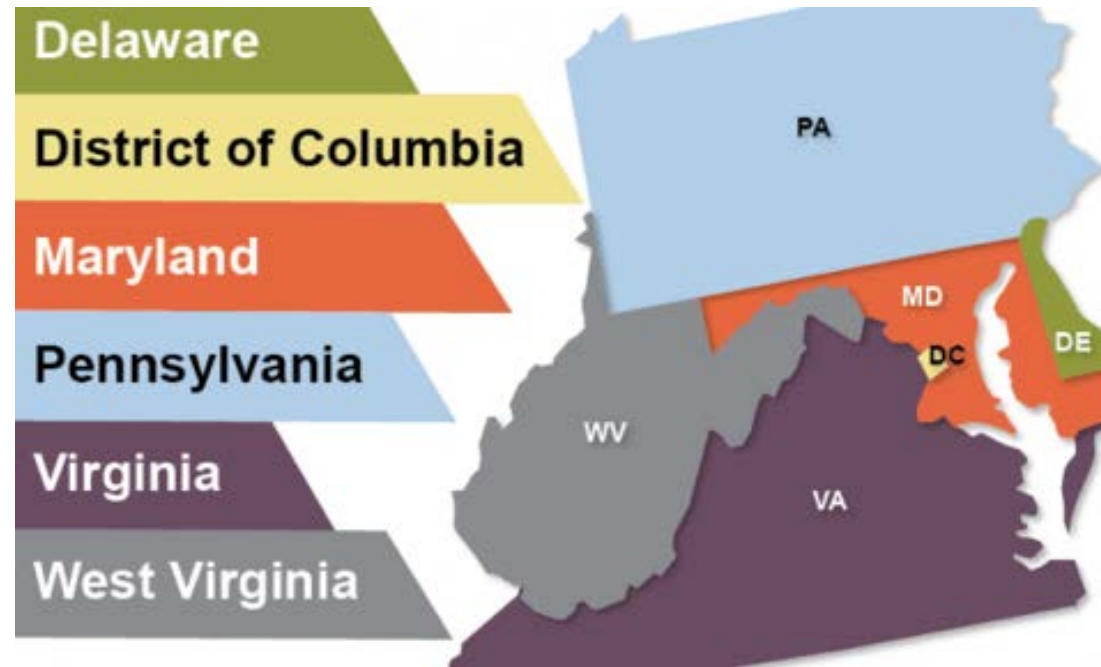 Delaware
District of Columbia
Maryland
Pennsylvania
Virginia
West Virginia
PA
MD
DC
DE
WV
VA